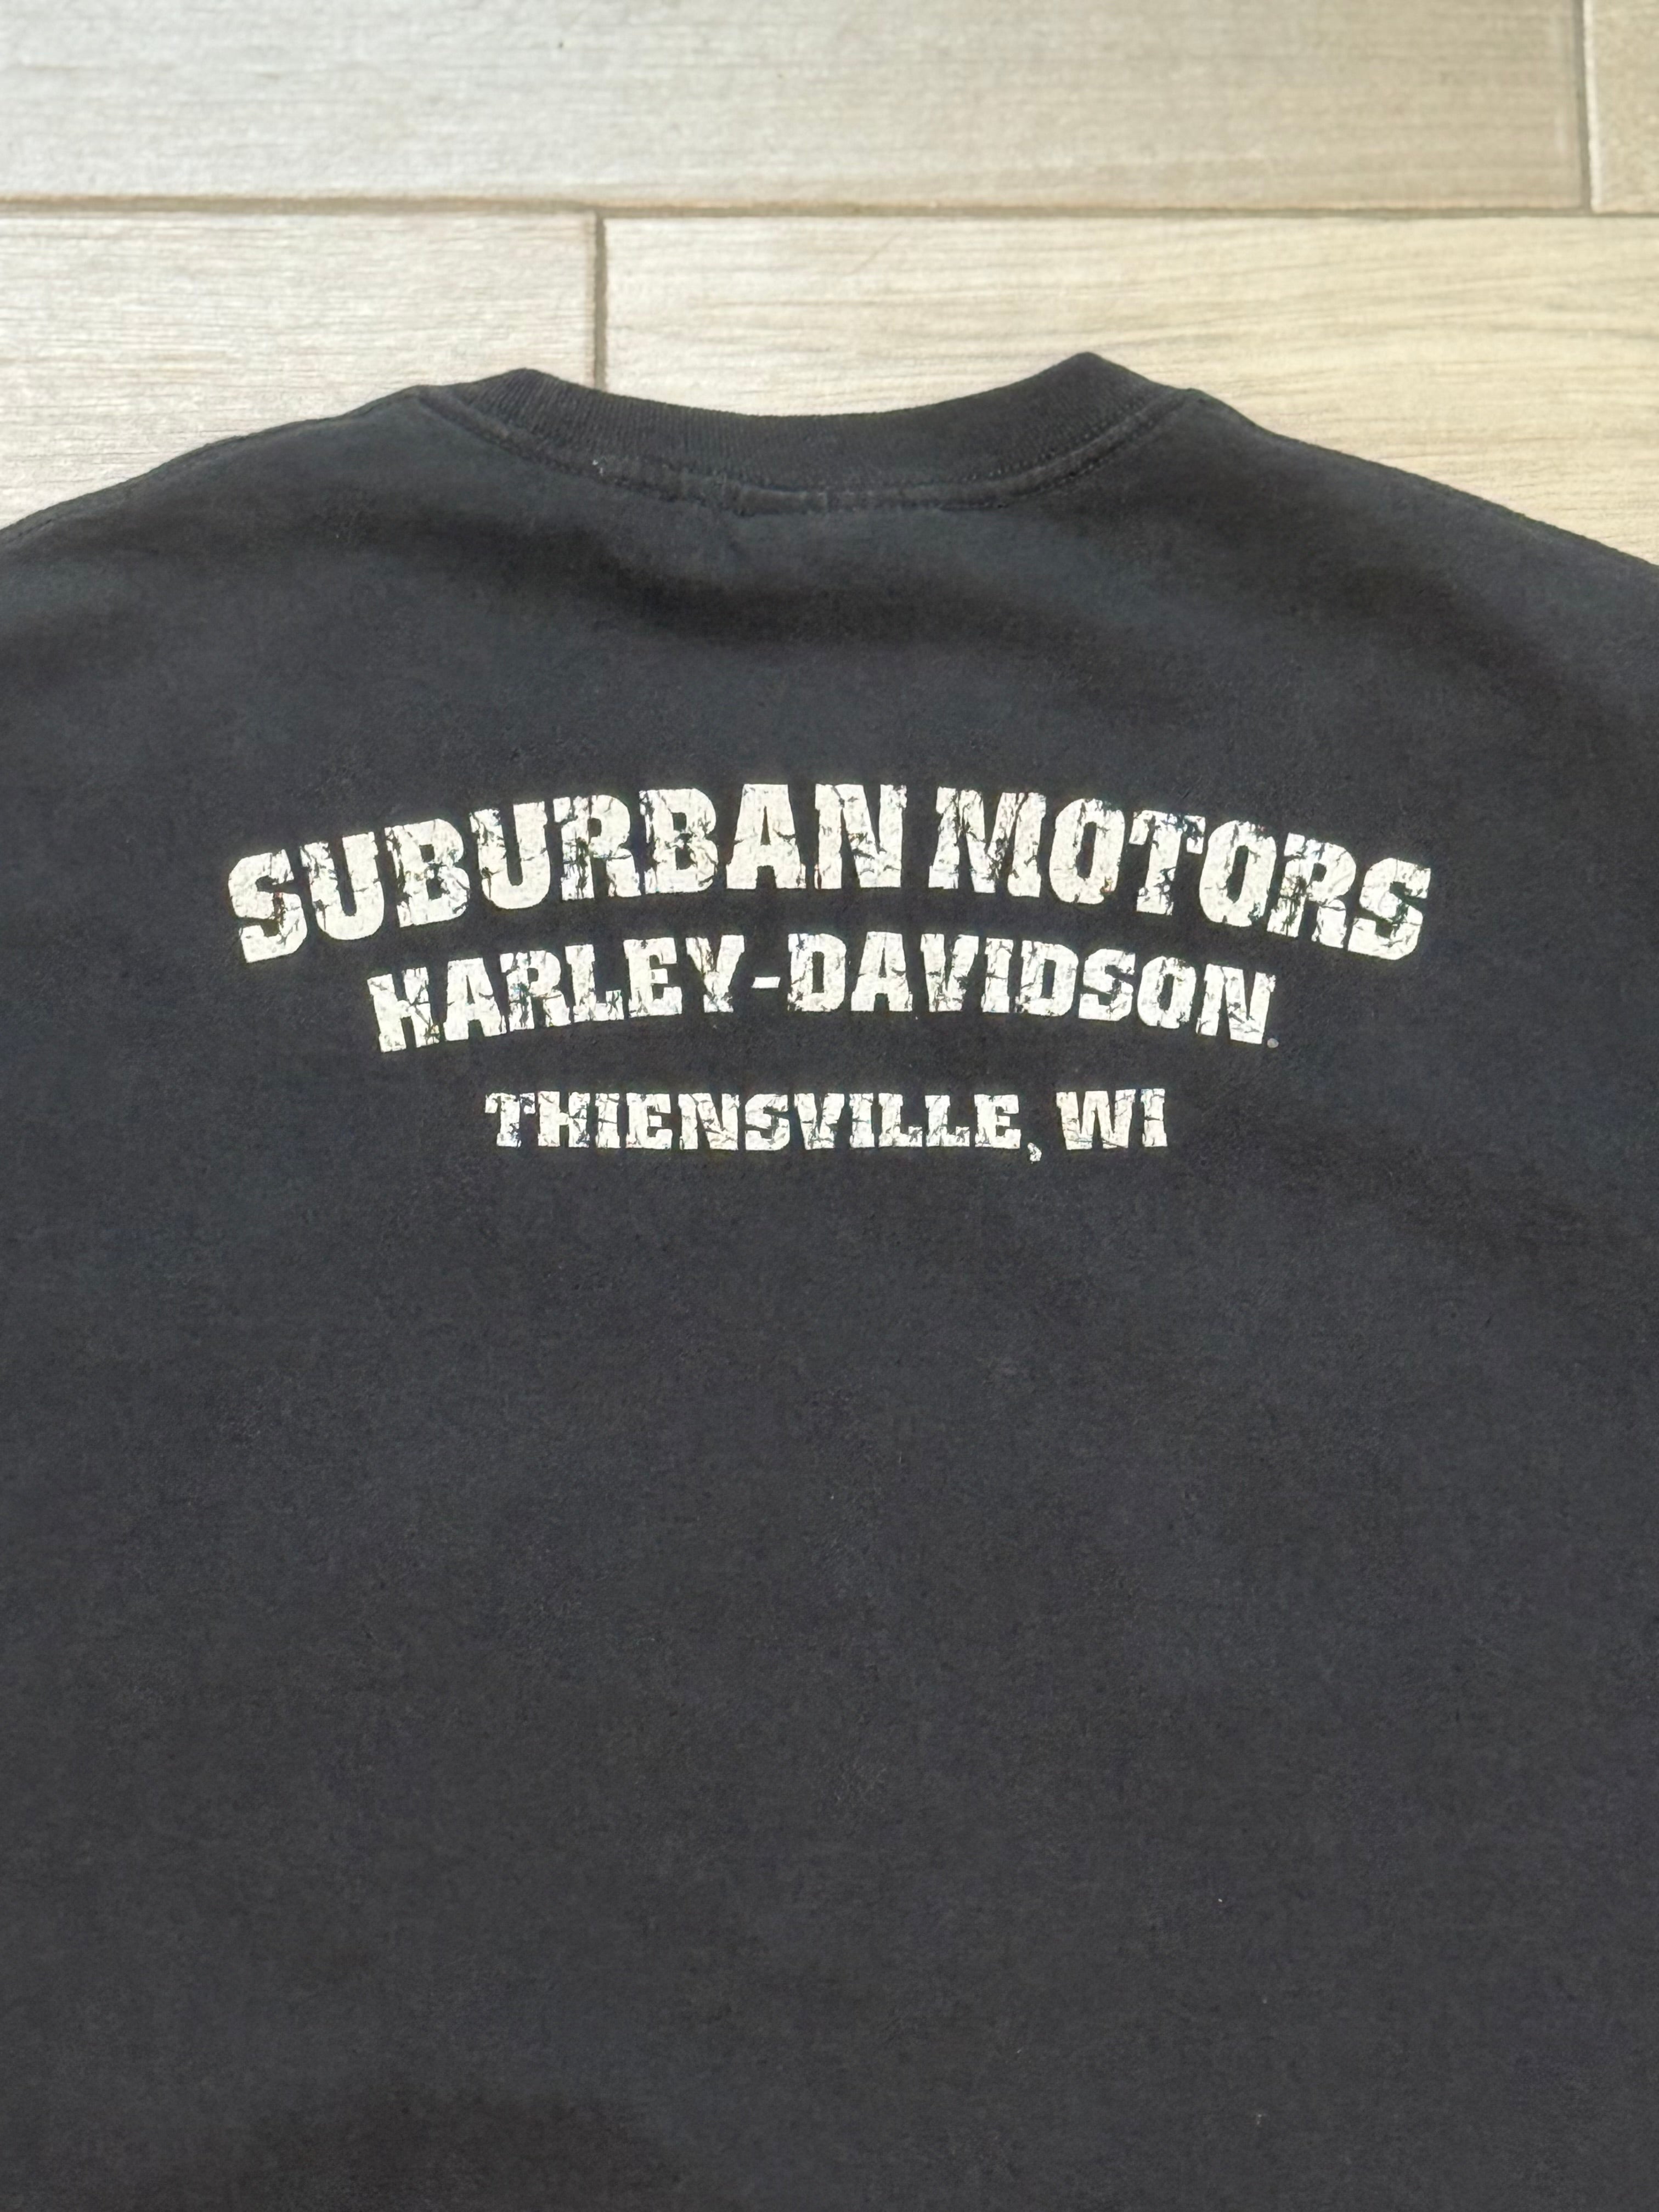 SUBURBAN MOTORS
HARLEY-DAVIDSON
THIENSVILLE, WI